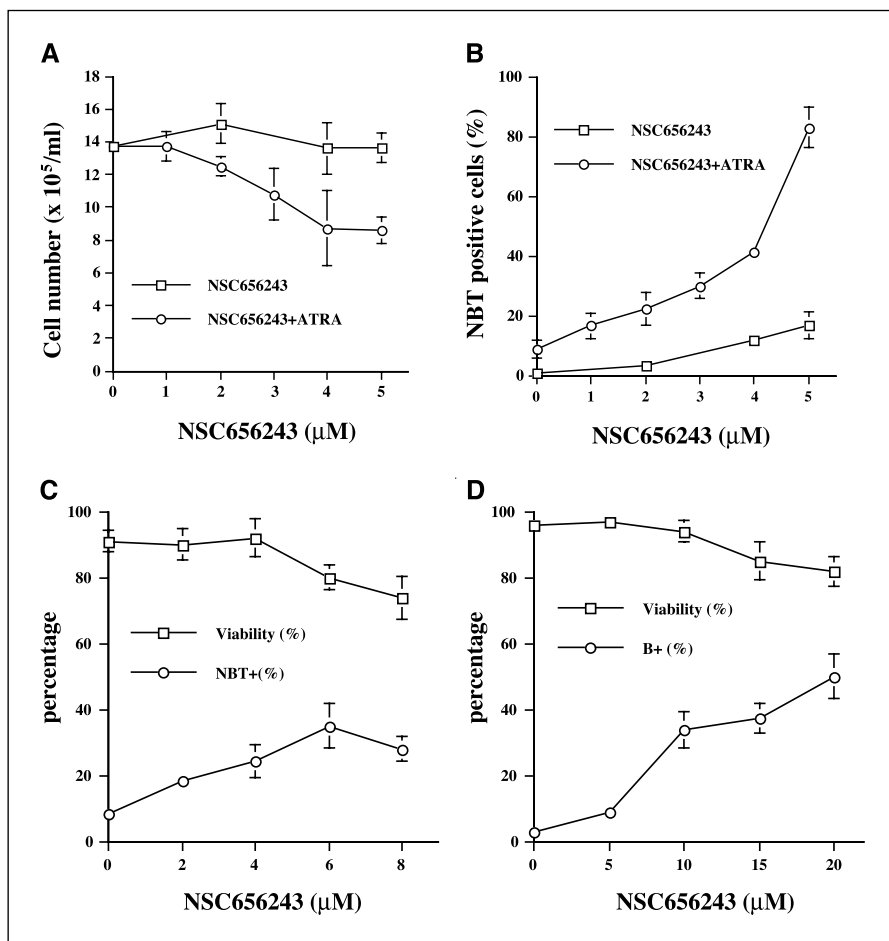 A
18
16
14
12
10
8
6
4
2
0
Cell number (x 10⁵/ml)
NSC656243
NSC656243+ATRA
0 1 2 3 4 5
NSC656243 (μM)
B
100
80
60
40
20
0
NBT positive cells (%)
NSC656243
NSC656243+ATRA
0 1 2 3 4 5
NSC656243 (μM)
C
100
80
60
40
20
0
percentage
Viability (%)
NBT+(%)
0 2 4 6 8
NSC656243 (μM)
D
100
80
60
40
20
0
percentage
Viability (%)
B+ (%)
0 5 10 15 20
NSC656243 (μM)